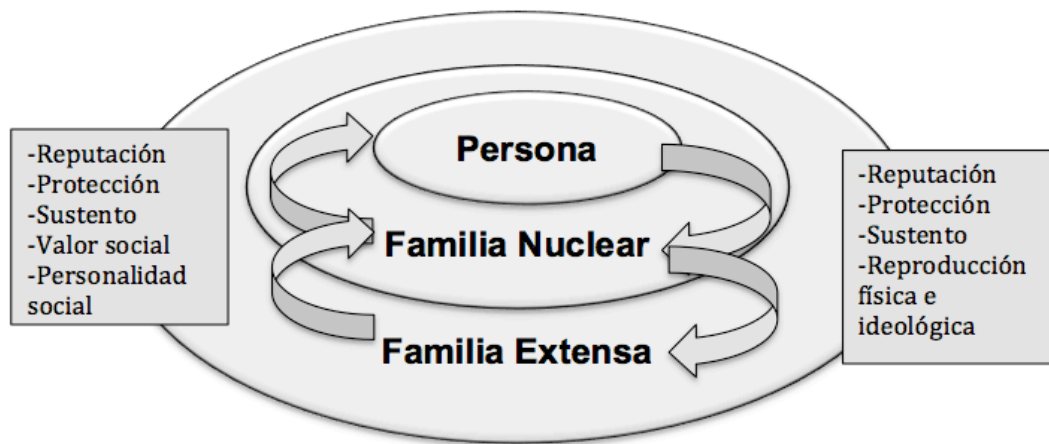 -Reputación
-Protección
-Sustento
-Valor social
-Personalidad
social
Persona
Familia Nuclear
Familia Extensa
-Reputación
-Protección
-Sustento
-Reproducción
física e
ideológica